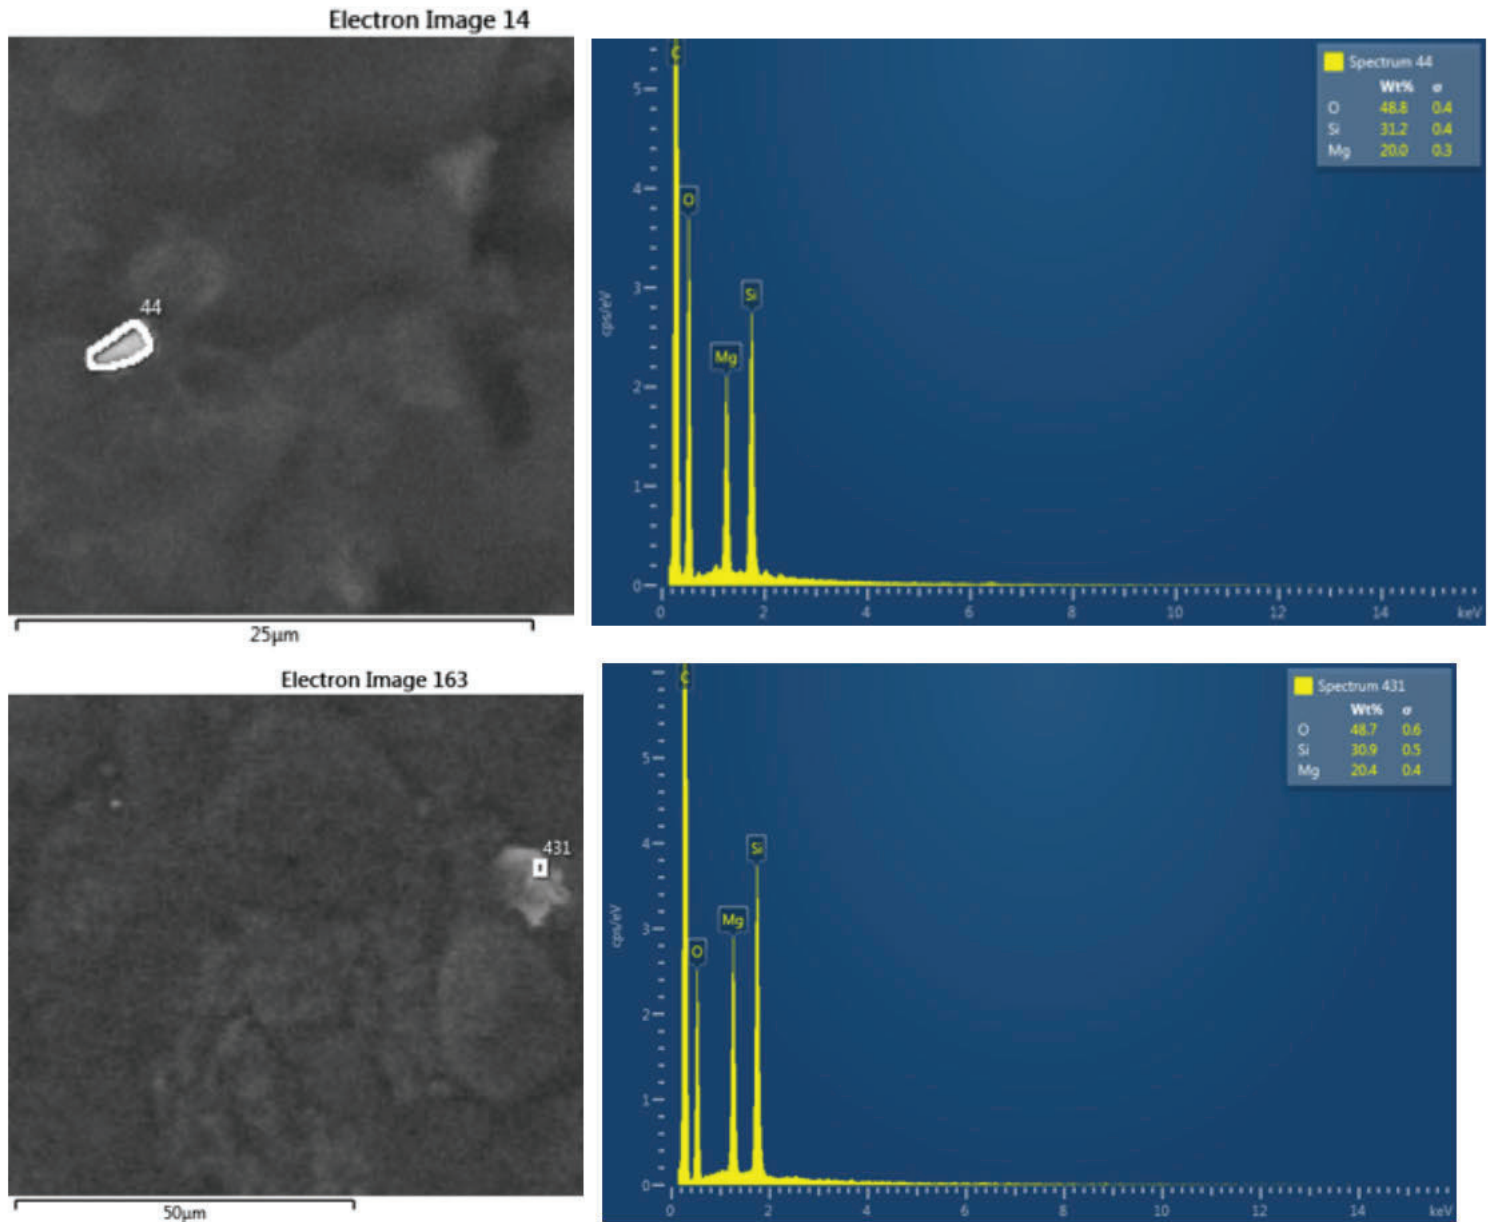 Electron Image 14
44
25µm
C
O
Mg
Si
cps/eV
5
4
3
2
1
0
0 2 4 6 8 10 12 14 keV
Spectrum 44
Wt% σ
O 48.8 0.4
Si 31.2 0.4
Mg 20.0 0.3
Electron Image 163
431
50µm
C
O
Mg
Si
cps/eV
5
4
3
2
1
0
0 2 4 6 8 10 12 14 keV
Spectrum 431
Wt% σ
O 48.7 0.6
Si 30.9 0.5
Mg 20.4 0.4